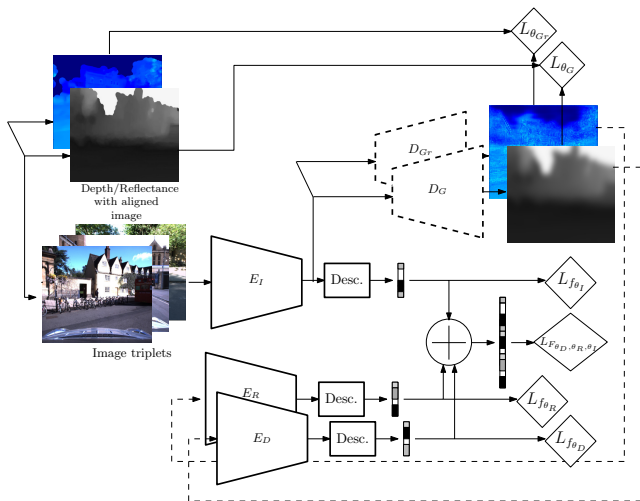 L_{θ_{Gr}}
L_{θ_G}
D_{Gr}
D_G
Depth/Reflectance
with aligned
image
E_I
Desc.
L_{f_{θ_I}}
L_{F_{θ_D,θ_R,θ_I}}
Image triplets
E_R
Desc.
L_{f_{θ_R}}
E_D
Desc.
L_{f_{θ_D}}